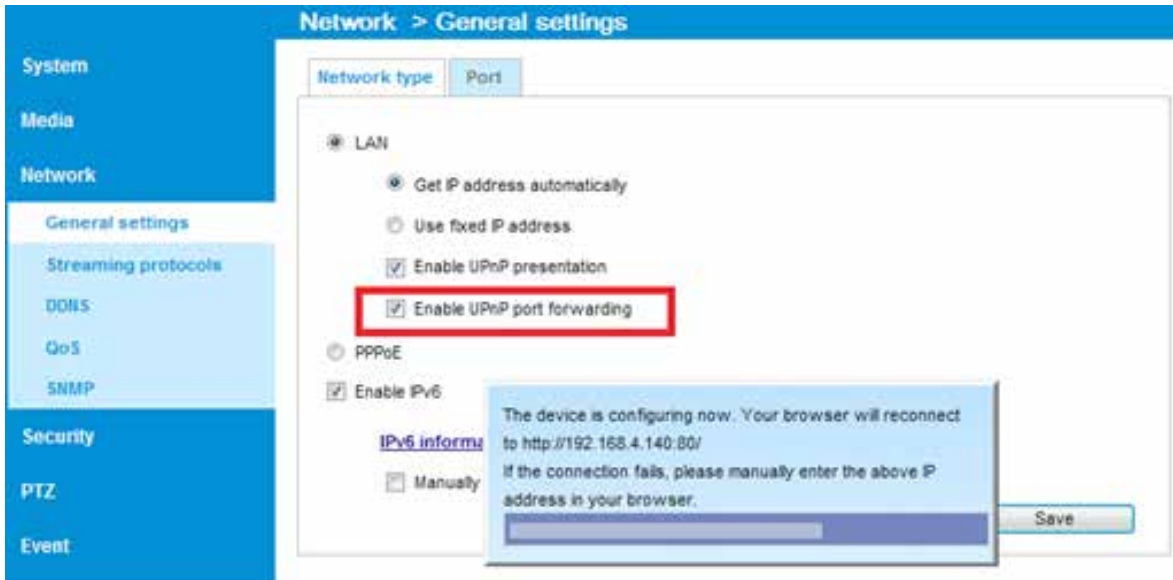 Network > General settings
System
Media
Network
General settings
Streaming protocols
DDNS
QoS
SNMP
Security
PTZ
Event
Network type
Port
LAN
Get IP address automatically
Use fixed IP address
Enable UPnP presentation
Enable UPnP port forwarding
PPPoE
Enable IPv6
IPv6 informa
Manually
The device is configuring now. Your browser will reconnect
to http://192.168.4.140:80/
If the connection fails, please manually enter the above IP
address in your browser.
Save